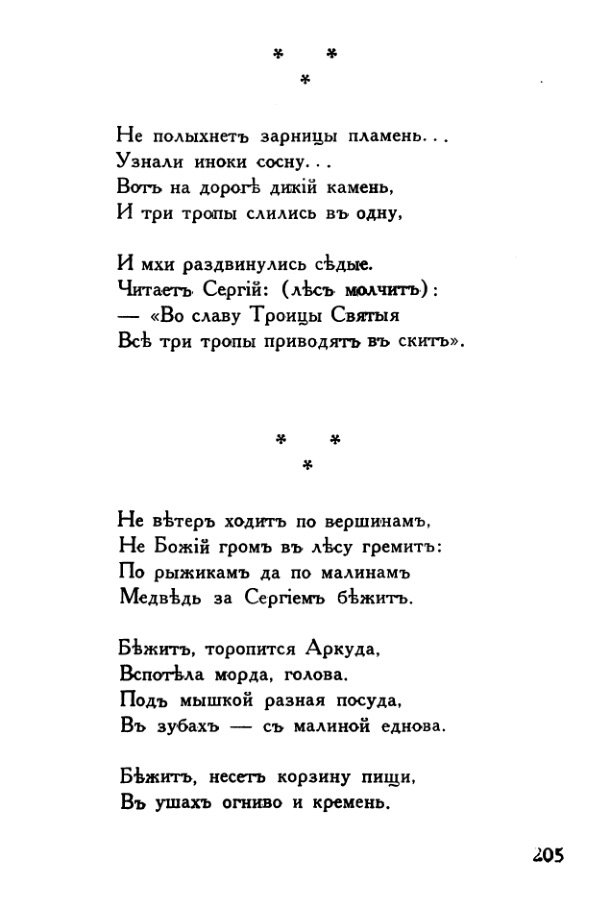 * *
*
Не полыхнетъ зарницы пламень...
Узнали иноки сосну...
Вотъ на дорогѣ дикій камень,
И три тропы слились въ одну,
И мхи раздвинулись сѣдые.
Читаетъ Сергій: (лѣсъ молчитъ):
— «Во славу Троицы Святыя
Всѣ три тропы приводятъ въ скитъ».
* *
*
Не вѣтеръ ходитъ по вершинамъ,
Не Божій громъ въ лѣсу гремитъ:
По рыжикамъ да по малинамъ
Медвѣдь за Сергіемъ бѣжитъ.
Бѣжитъ, торопится Аркуда,
Вспотѣла морда, голова.
Подъ мышкой разная посуда,
Въ зубахъ — съ малиной еднова.
Бѣжитъ, несетъ корзину пищи,
Въ ушахъ огниво и кремень.
205